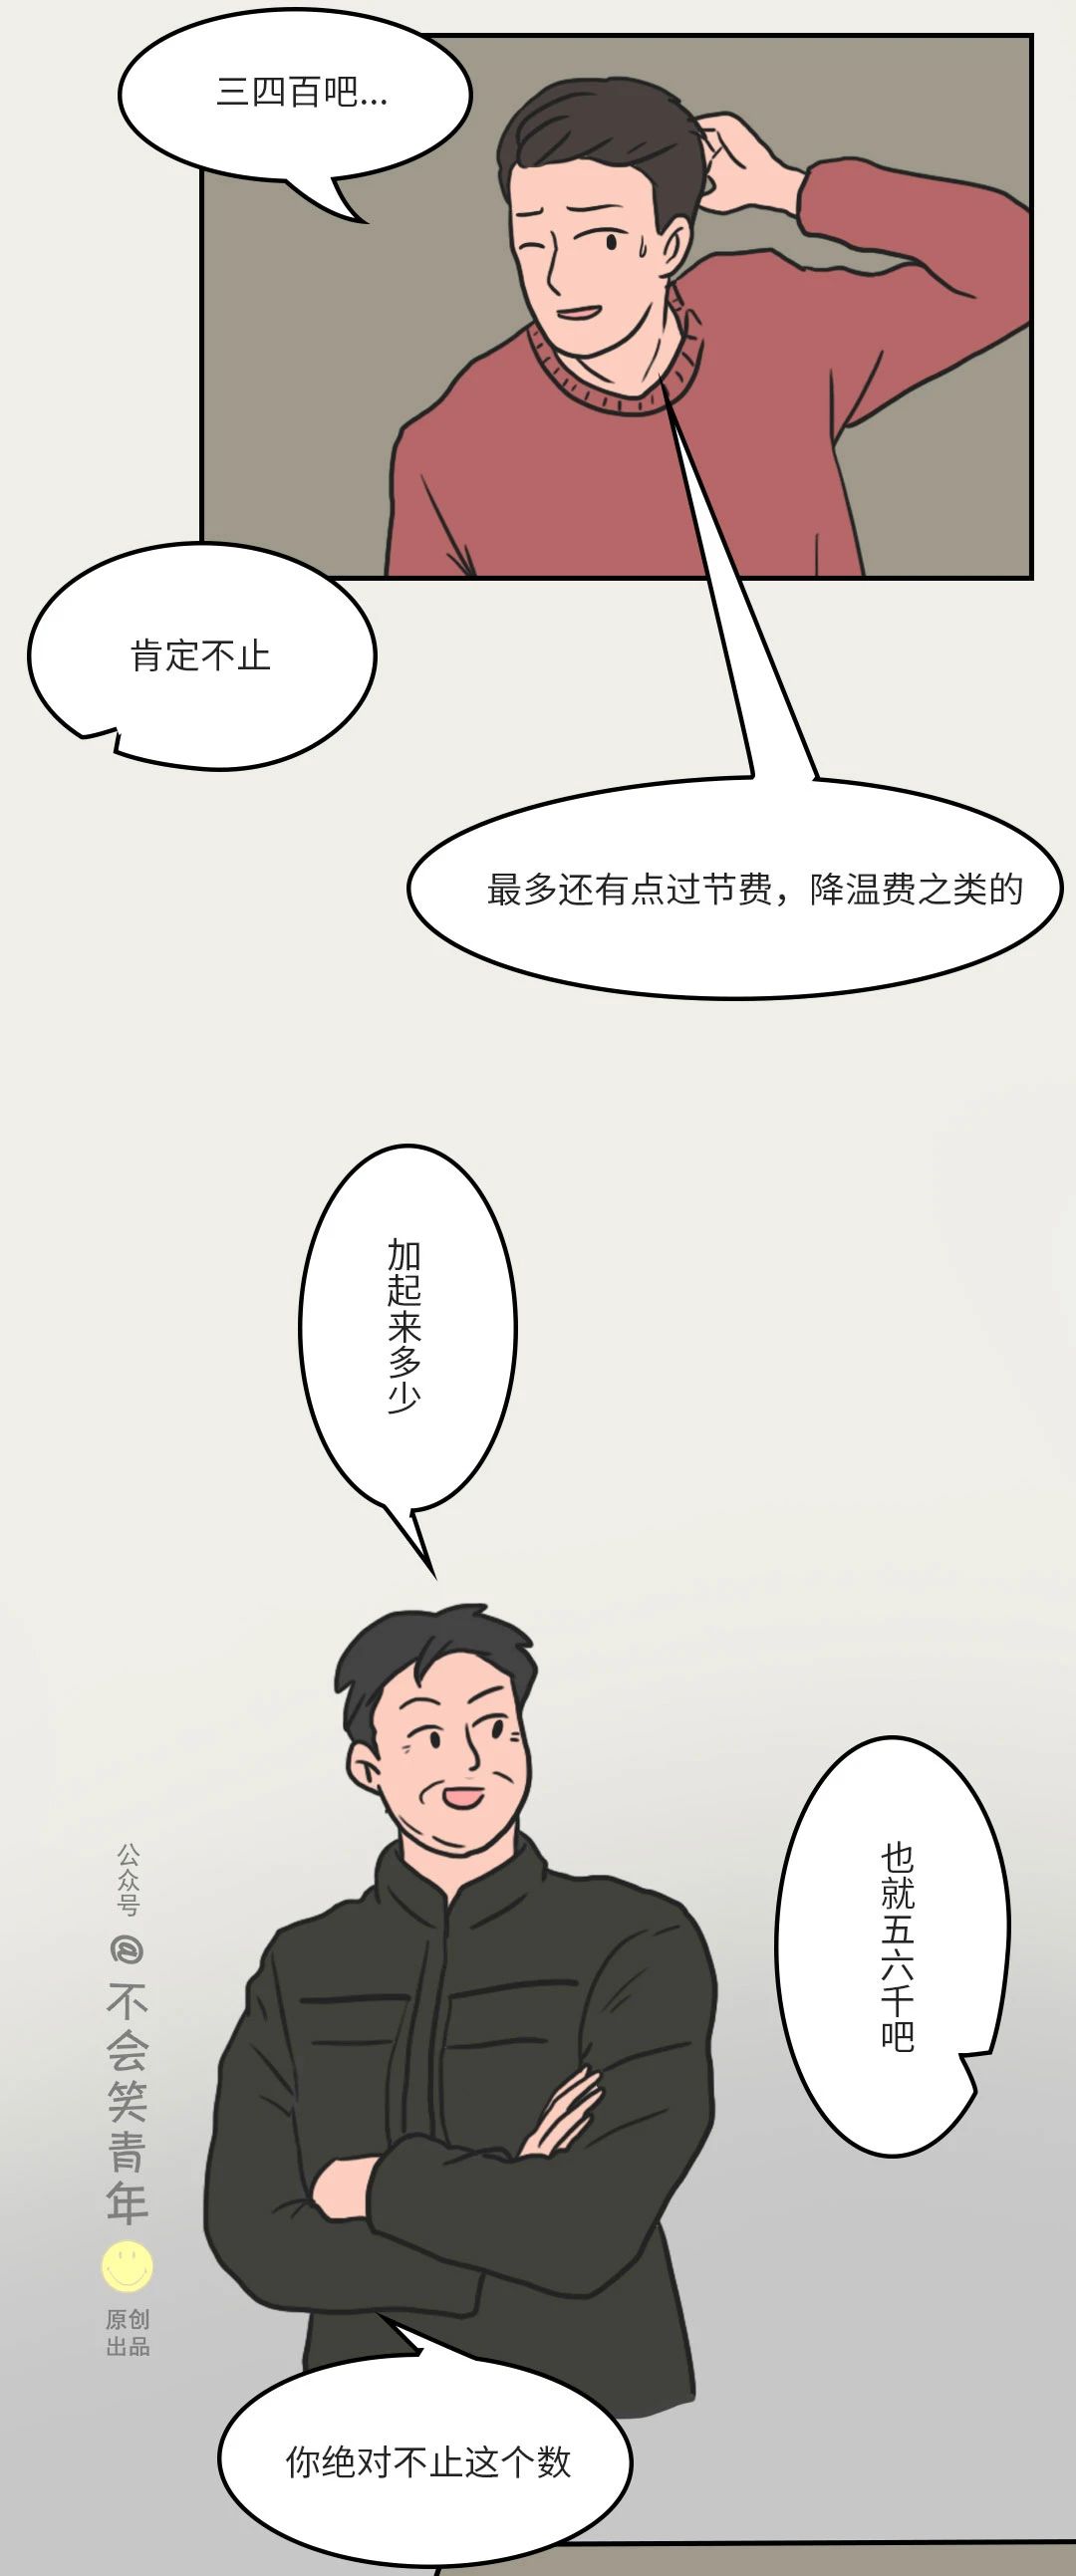 三四百吧...
肯定不止
最多还有点过节费，降温费之类的
加起来多少
也就五六千吧
公众号
@不会笑青年
原创
出品
你绝对不止这个数